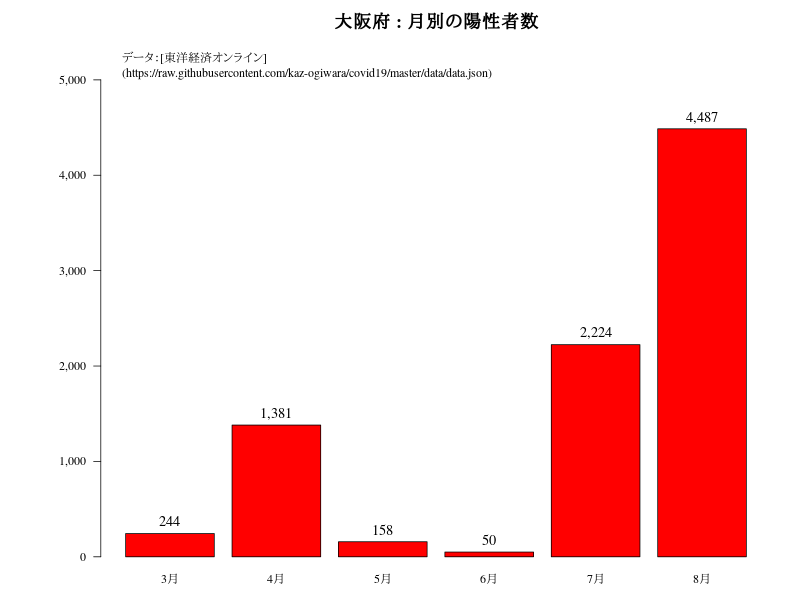 大阪府 : 月別の陽性者数
データ：[東洋経済オンライン]
(https://raw.githubusercontent.com/kaz-ogiwara/covid19/master/data/data.json)
5,000
4,000
3,000
2,000
1,000
0
244
1,381
158
50
2,224
4,487
3月
4月
5月
6月
7月
8月